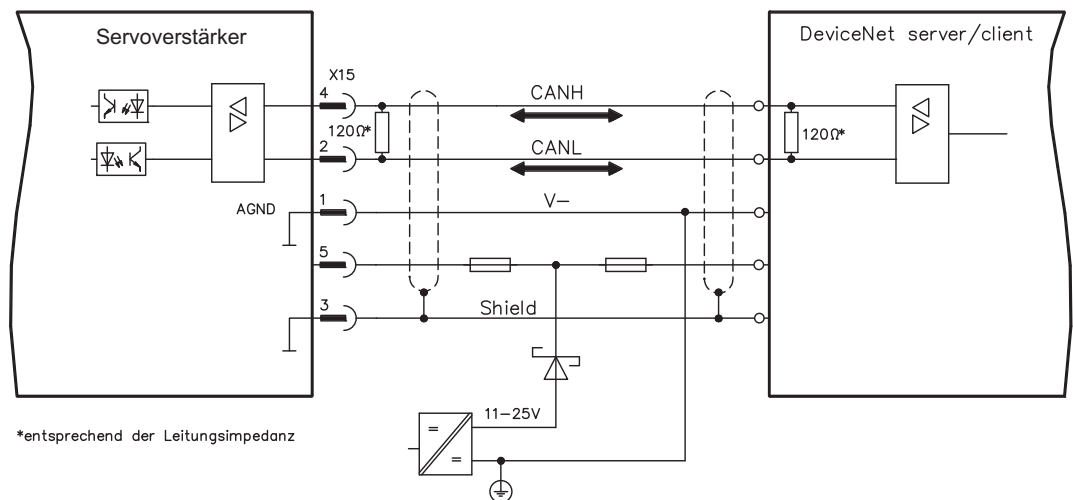 Servoverstärker
DeviceNet server/client
X15
4
CANH
120Ω*
120Ω*
2
CANL
1
AGND
V–
5
3
Shield
11–25V
=
=
*entsprechend der Leitungsimpedanz